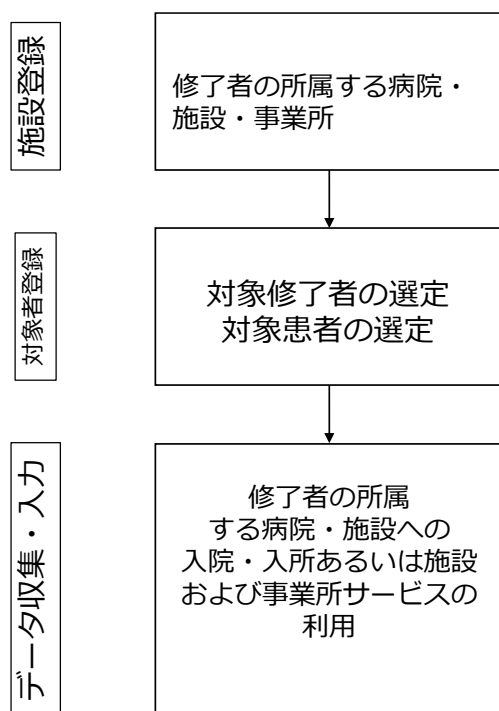 施設登録
修了者の所属する病院・
施設・事業所
対象者登録
対象修了者の選定
対象患者の選定
データ収集・入力
修了者の所属
する病院・施設への
入院・入所あるいは施設
および事業所サービスの
利用